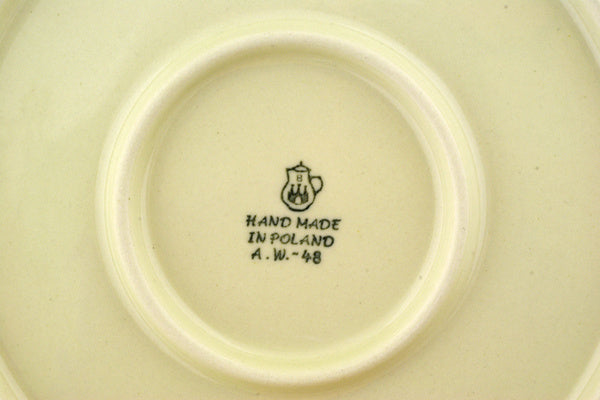 B
HAND MADE
IN POLAND
A.W.-48